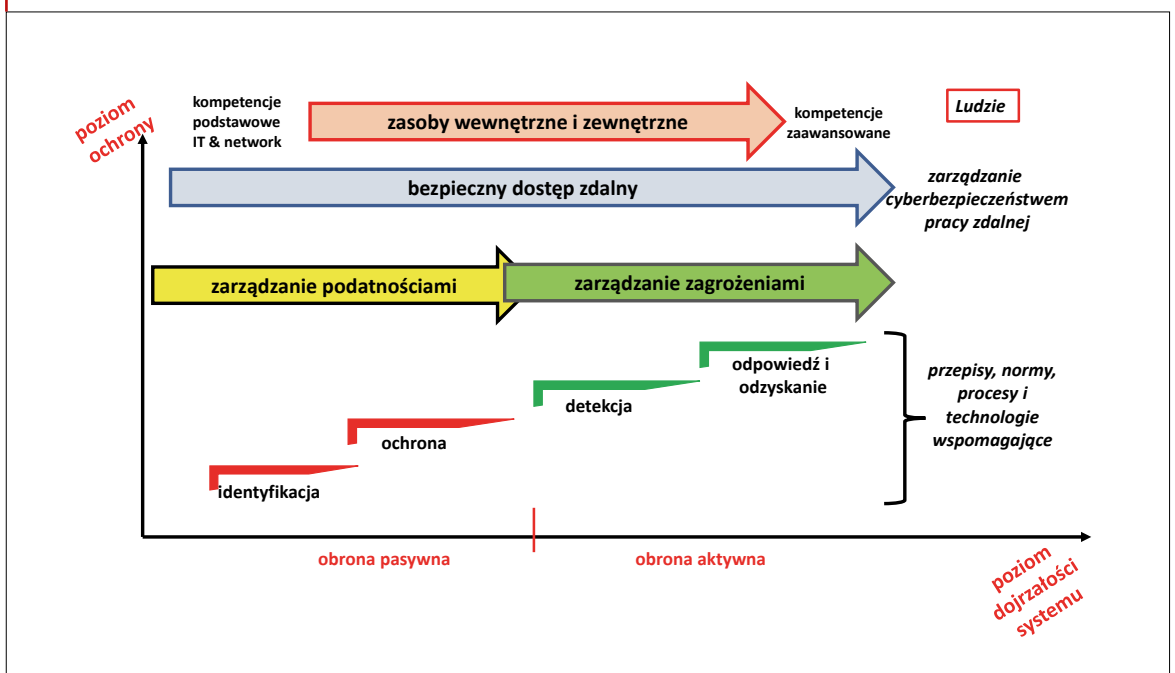 poziom
ochrony
kompetencje
podstawowe
IT & network
zasoby wewnętrzne i zewnętrzne
kompetencje
zaawansowane
Ludzie
bezpieczny dostęp zdalny
zarządzanie
cyberbezpieczeństwem
pracy zdalnej
zarządzanie podatnościami
zarządzanie zagrożeniami
identyfikacja
ochrona
detekcja
odpowiedź i
odzyskanie
przepisy, normy,
procesy i
technologie
wspomagające
obrona pasywna
obrona aktywna
poziom
dojrzałości
systemu